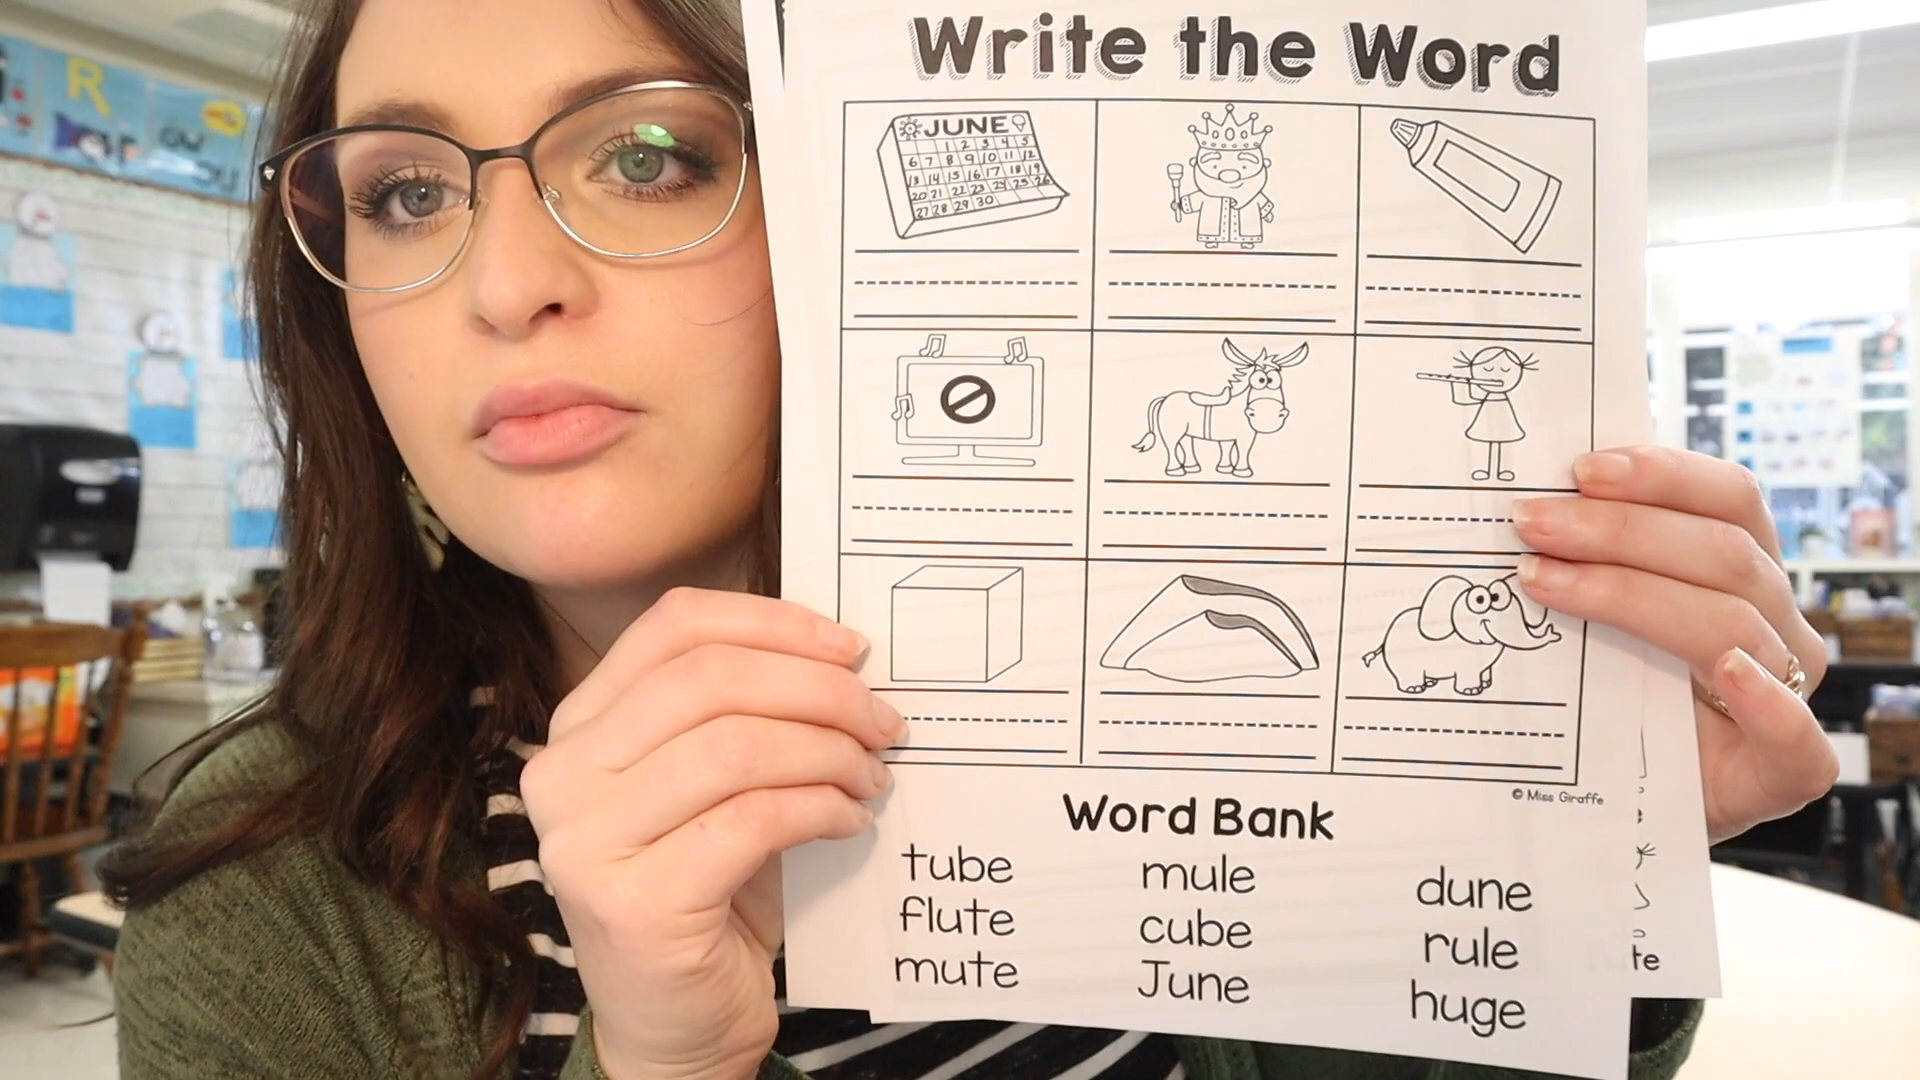 Write the Word
JUNE
1 2 3 4 5
6 7 8 9 10 11 12
13 14 15 16 17 18 19
20 21 22 23 24 25 26
27 28 29 30
© Miss Giraffe
Word Bank
tube mule dune
flute cube rule
mute June huge
te
R